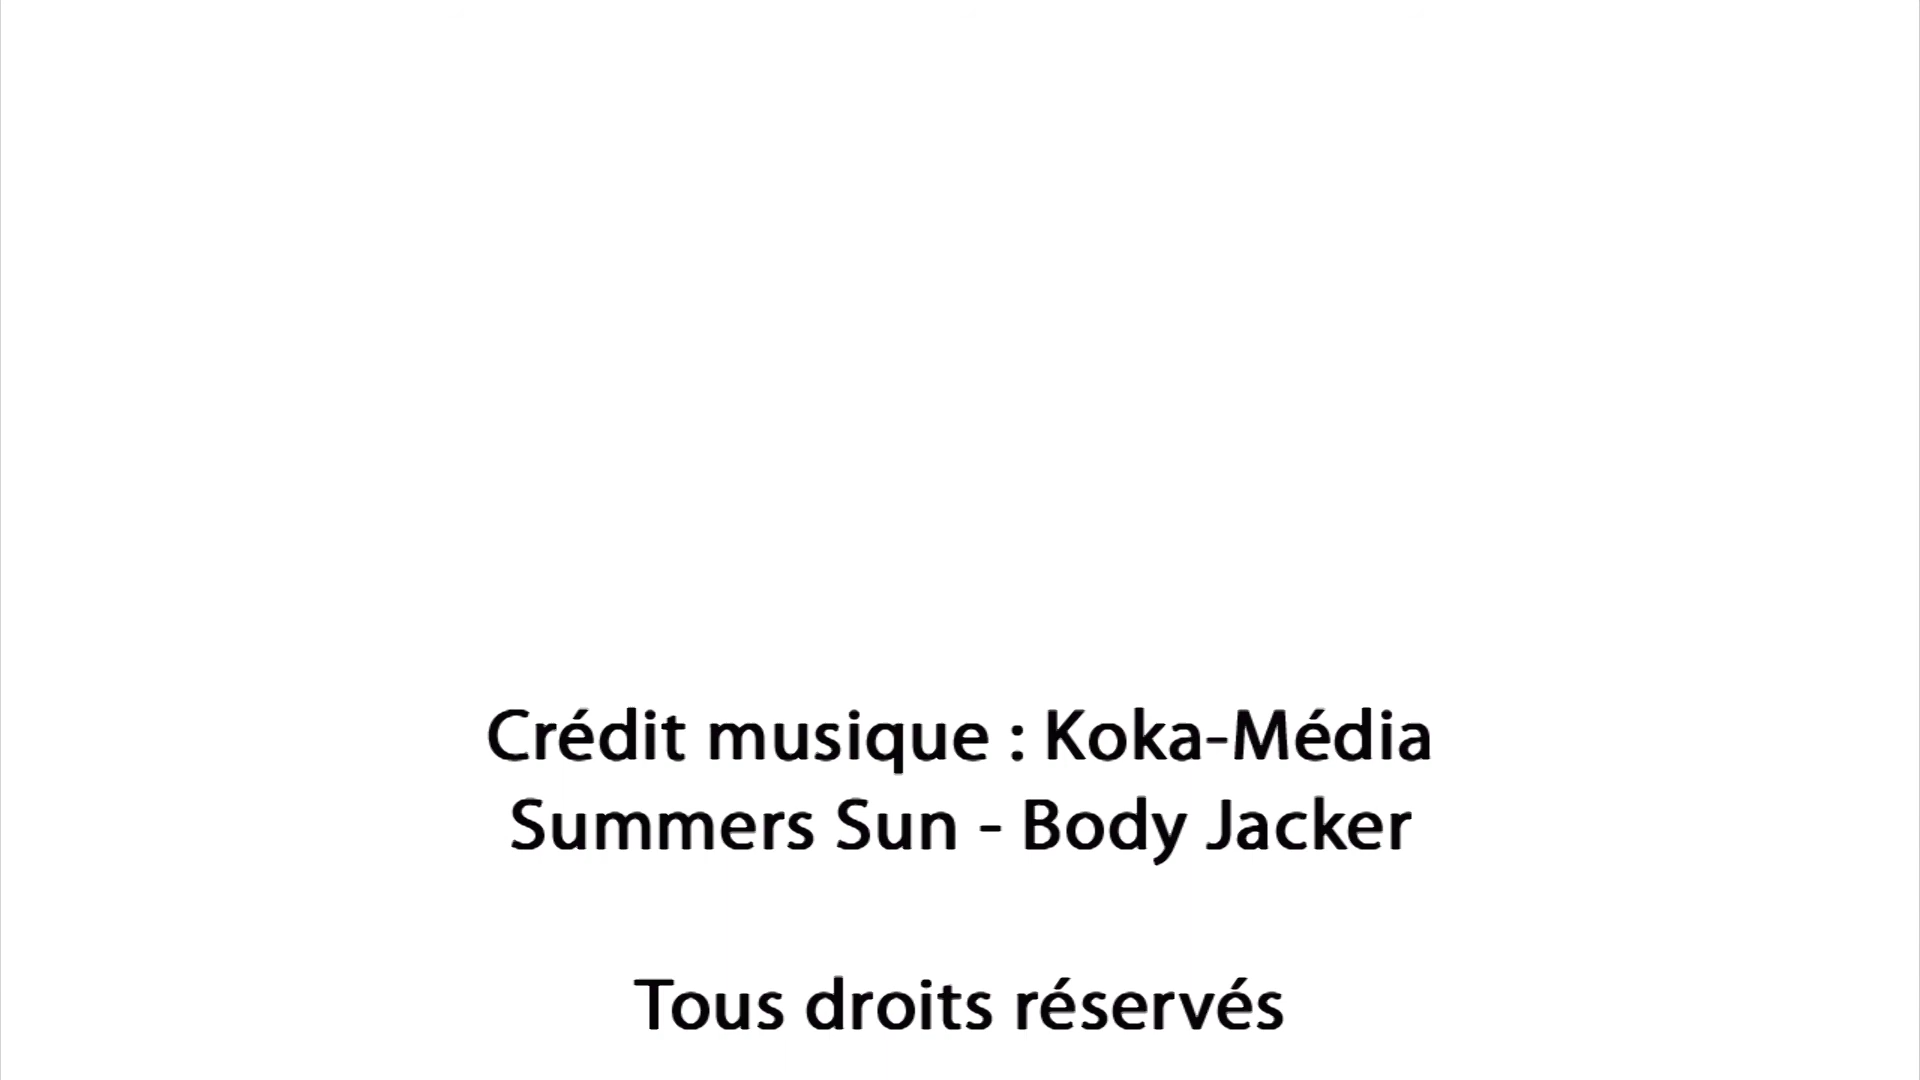 Crédit musique : Koka-Média
Summers Sun - Body Jacker
Tous droits réservés